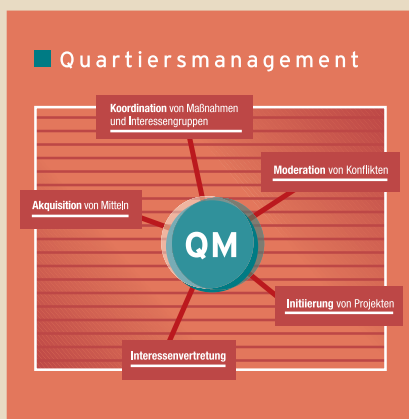 Quartiersmanagement
Koordination von Maßnahmen
und Interessengruppen
Moderation von Konflikten
Akquisition von Mitteln
QM
Initiierung von Projekten
Interessenvertretung